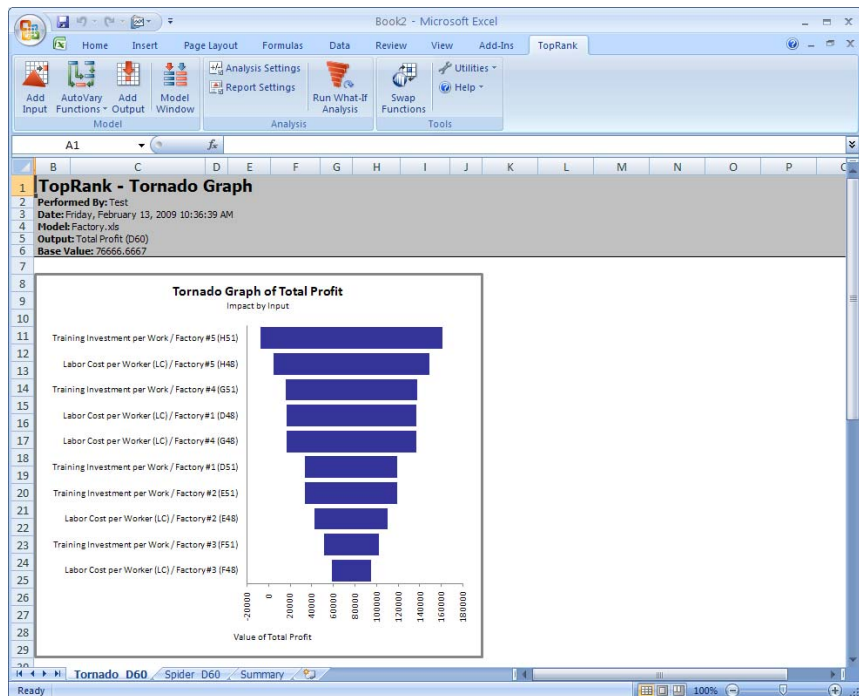 Book2 - Microsoft Excel
Home Insert Page Layout Formulas Data Review View Add-Ins TopRank
Add Input
AutoVary Functions
Add Output
Model Window
Model
Analysis Settings
Report Settings
Run What-If Analysis
Analysis
Swap Functions
Utilities
Help
Tools
A1 fx
B C D E F G H I J K L M N O P
1 TopRank - Tornado Graph
2 Performed By: Test
3 Date: Friday, February 13, 2009 10:36:39 AM
4 Model: Factory.xls
5 Output: Total Profit (D60)
6 Base Value: 76666.6667
7
8
9
10
11
12
13
14
15
16
17
18
19
20
21
22
23
24
25
26
27
28
29
Tornado Graph of Total Profit
Impact by Input
Training Investment per Work / Factory #5 (H51)
Labor Cost per Worker (LC) / Factory #5 (H48)
Training Investment per Work / Factory #4 (G51)
Labor Cost per Worker (LC) / Factory #1 (D48)
Labor Cost per Worker (LC) / Factory #4 (G48)
Training Investment per Work / Factory #1 (D51)
Training Investment per Work / Factory #2 (E51)
Labor Cost per Worker (LC) / Factory #2 (E48)
Training Investment per Work / Factory #3 (F51)
Labor Cost per Worker (LC) / Factory #3 (F48)
-20000 0 20000 40000 60000 80000 100000 120000 140000 160000 180000
Value of Total Profit
Tornado D60 Spider D60 Summary
Ready 100%